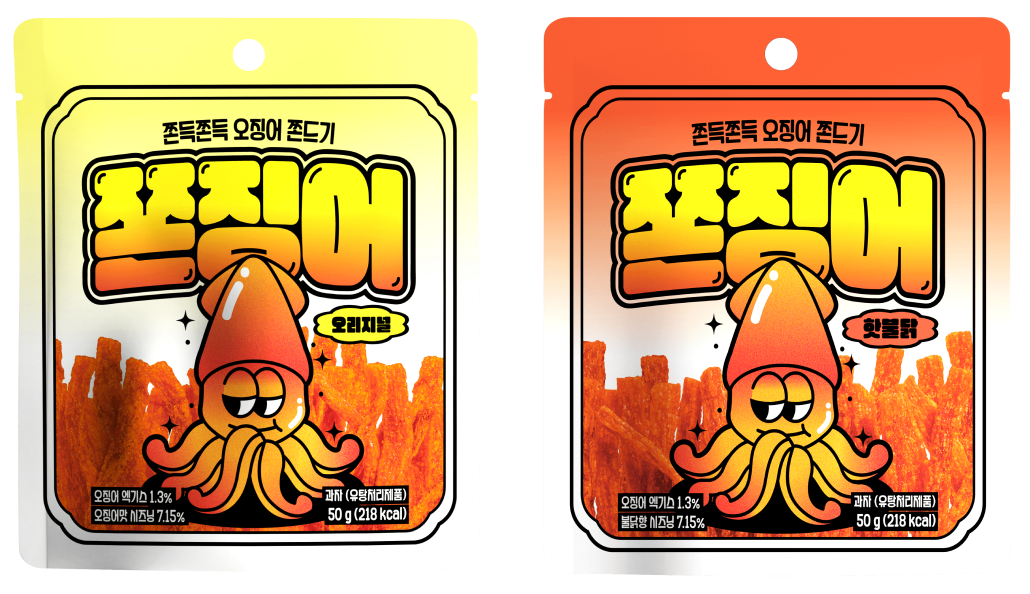 쫀득쫀득 오징어 쫀드기
쫀징어
오리지널
오징어 엑기스 1.3%
오징어맛 시즈닝 7.15%
과자 (유탕처리제품)
50 g (218 kcal)
쫀득쫀득 오징어 쫀드기
쫀징어
핫불닭
오징어 엑기스 1.3%
불닭향 시즈닝 7.15%
과자 (유탕처리제품)
50 g (218 kcal)